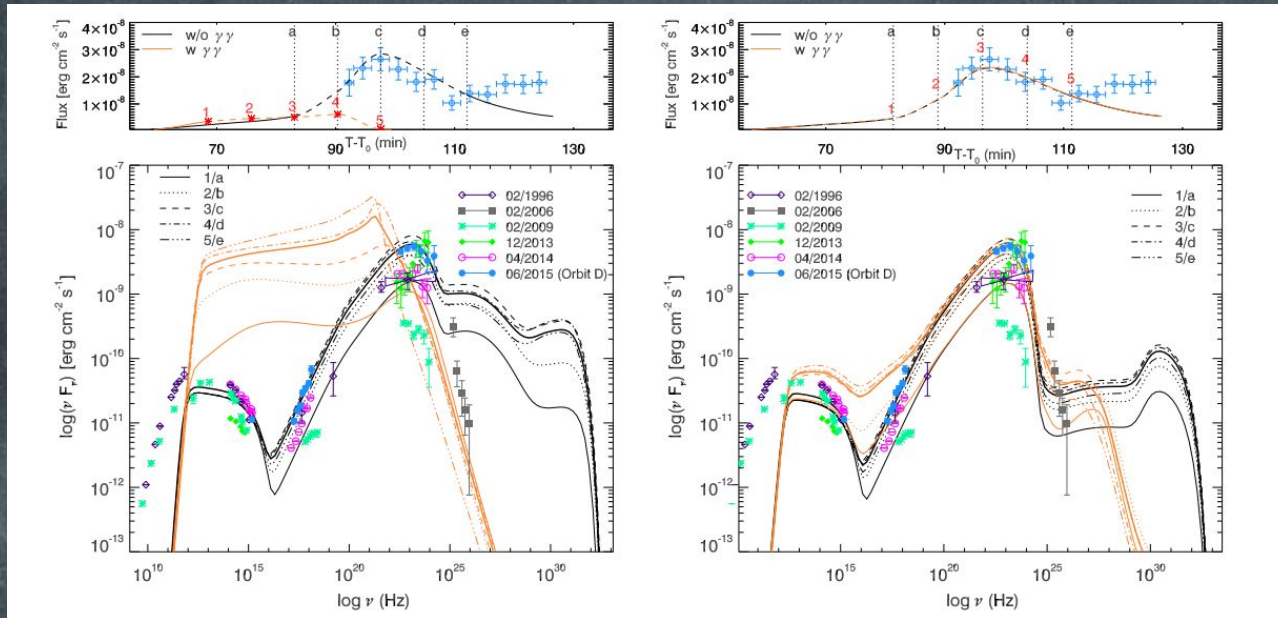 4×10⁻⁸
3×10⁻⁸
2×10⁻⁸
1×10⁻⁸
Flux [erg cm⁻² s⁻¹]
w/o γγ
w γγ
a b c d e
1 2 3 4 5
70 90 110 130
T-T₀ (min)
10⁻⁷
10⁻⁸
10⁻⁹
10⁻¹⁰
10⁻¹¹
10⁻¹²
10⁻¹³
log(ν Fᵥ) [erg cm⁻² s⁻¹]
1/a
2/b
3/c
4/d
5/e
02/1996
02/2006
02/2009
12/2013
04/2014
06/2015 (Orbit D)
10¹⁰ 10¹⁵ 10²⁰ 10²⁵ 10³⁰
log ν (Hz)
4×10⁻⁸
3×10⁻⁸
2×10⁻⁸
1×10⁻⁸
Flux [erg cm⁻² s⁻¹]
w/o γγ
w γγ
a b c d e
1 2 3 4 5
70 90 110 130
T-T₀ (min)
10⁻⁷
10⁻⁸
10⁻⁹
10⁻¹⁰
10⁻¹¹
10⁻¹²
10⁻¹³
log(ν Fᵥ) [erg cm⁻² s⁻¹]
02/1996
02/2006
02/2009
12/2013
04/2014
06/2015 (Orbit D)
1/a
2/b
3/c
4/d
5/e
10¹⁵ 10²⁰ 10²⁵ 10³⁰
log ν (Hz)